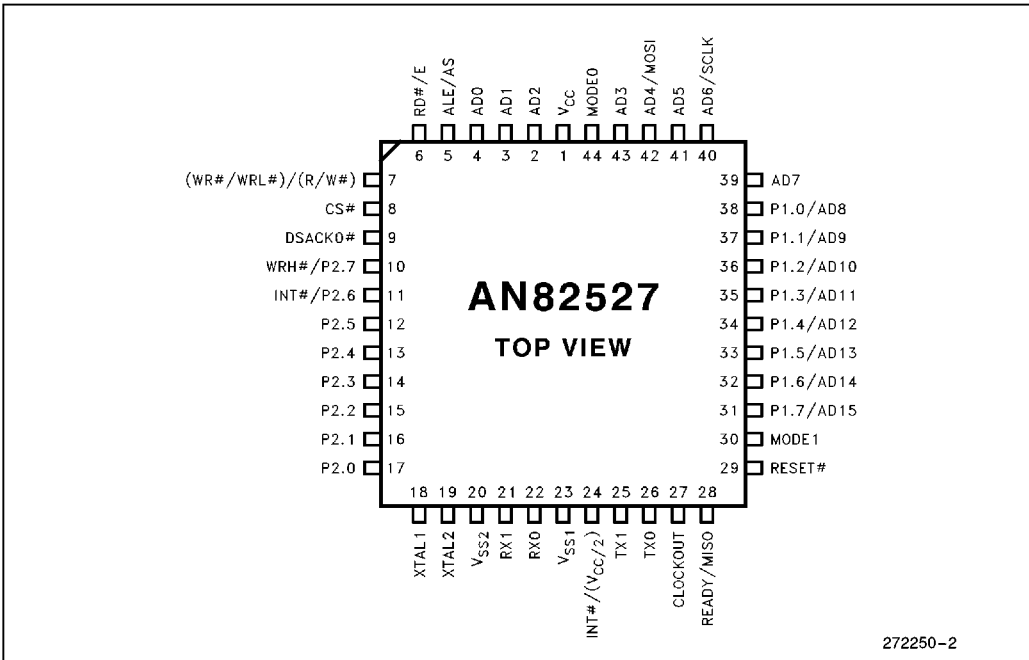 RD#/E
ALE/AS
AD0
AD1
AD2
VCC
MODE0
AD3
AD4/MOSI
AD5
AD6/SCLK
6 5 4 3 2 1 44 43 42 41 40
(WR#/WRL#)/(R/W#) 7
CS# 8
DSACK0# 9
WRH#/P2.7 10
INT#/P2.6 11
P2.5 12
P2.4 13
P2.3 14
P2.2 15
P2.1 16
P2.0 17
AN82527
TOP VIEW
39 AD7
38 P1.0/AD8
37 P1.1/AD9
36 P1.2/AD10
35 P1.3/AD11
34 P1.4/AD12
33 P1.5/AD13
32 P1.6/AD14
31 P1.7/AD15
30 MODE1
29 RESET#
18 19 20 21 22 23 24 25 26 27 28
XTAL1
XTAL2
VSS2
RX1
RX0
VSS1
INT#/(VCC/2)
TX1
TX0
CLOCKOUT
READY/MISO
272250-2